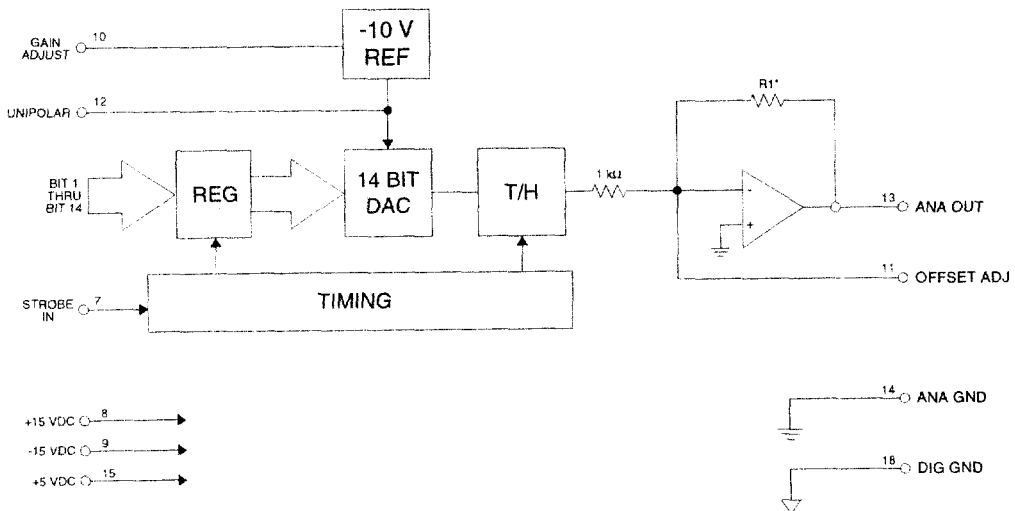 GAIN
ADJUST
10
-10 V
REF
UNIPOLAR
12
BIT 1
THRU
BIT 14
REG
14 BIT
DAC
T/H
1 kΩ
R1*
-
+
13
ANA OUT
11
OFFSET ADJ
STROBE
IN
7
TIMING
+15 VDC
8
-15 VDC
9
+5 VDC
15
14
ANA GND
18
DIG GND